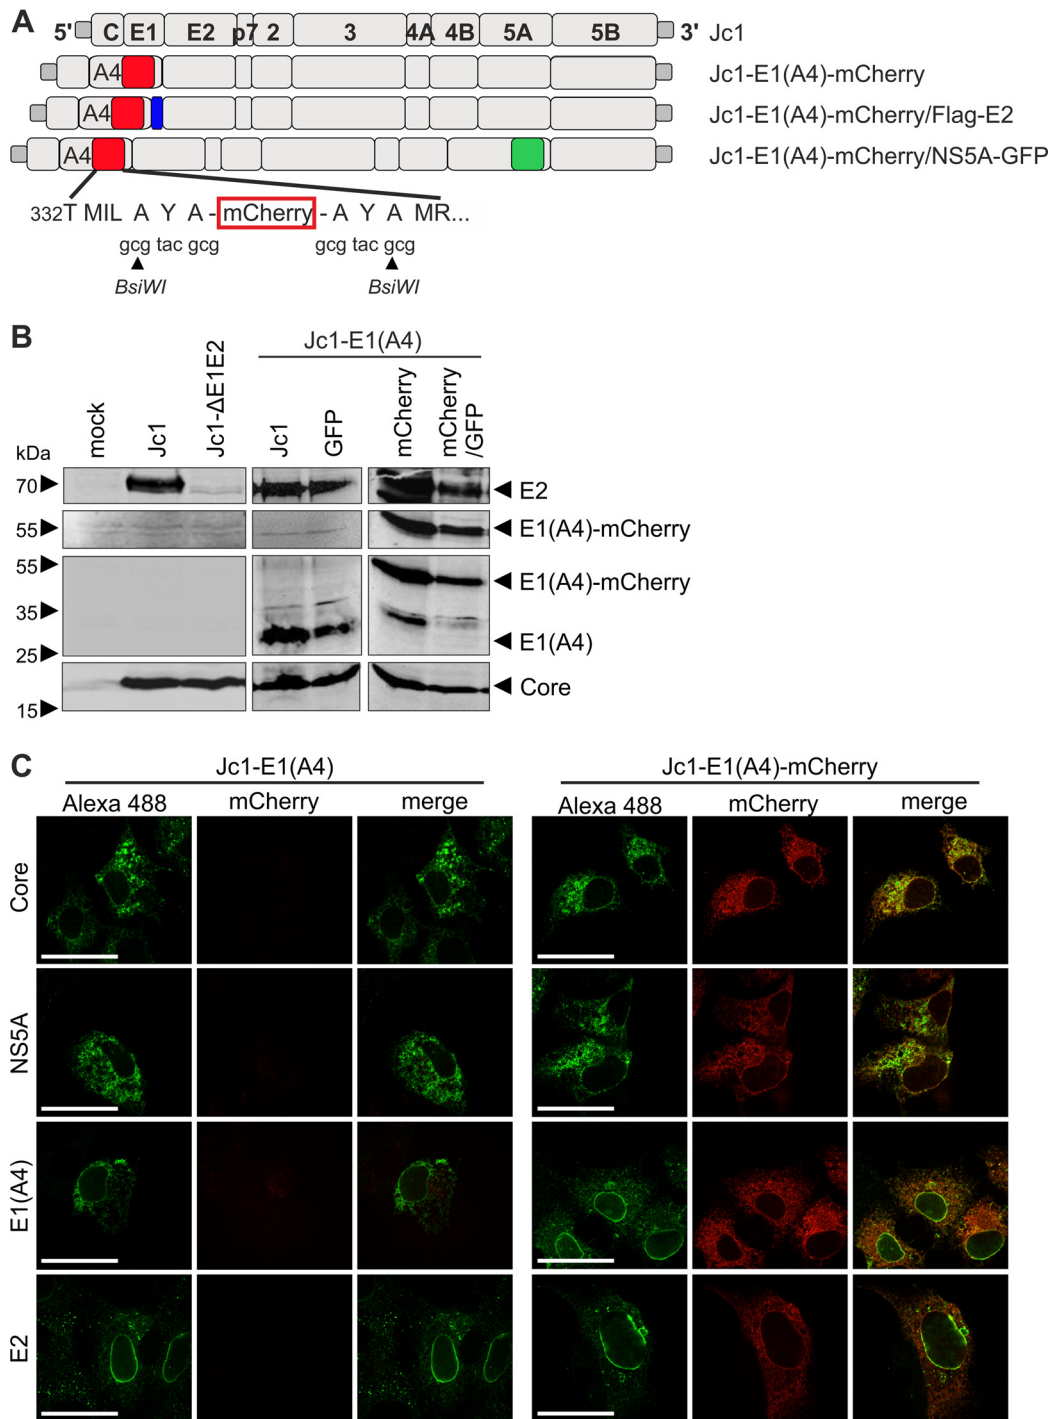 A
5' C E1 E2 p7 2 3 4A 4B 5A 5B 3' Jc1
A4 Jc1-E1(A4)-mCherry
A4 Jc1-E1(A4)-mCherry/Flag-E2
A4 Jc1-E1(A4)-mCherry/NS5A-GFP
332T MIL A Y A - mCherry - A Y A MR...
gcg tac gcg gcg tac gcg
BsiWI BsiWI
B
Jc1-E1(A4)
kDa mock Jc1 Jc1-ΔE1E2 Jc1 GFP mCherry mCherry
/GFP
70 E2
55 E1(A4)-mCherry
55 E1(A4)-mCherry
35
E1(A4)
25
Core
15
C
Jc1-E1(A4) Jc1-E1(A4)-mCherry
Alexa 488 mCherry merge Alexa 488 mCherry merge
Core
NS5A
E1(A4)
E2